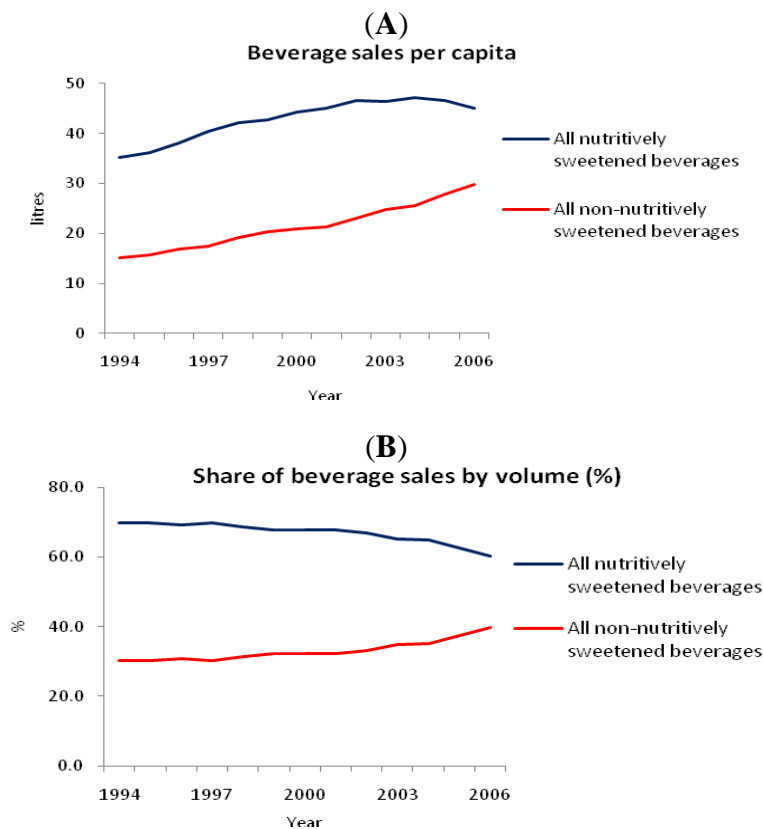 (A)
Beverage sales per capita
50
40
30
20
10
0
litres
1994 1997 2000 2003 2006
Year
All nutritively
sweetened beverages
All non-nutritively
sweetened beverages
(B)
Share of beverage sales by volume (%)
80.0
60.0
40.0
20.0
0.0
%
1994 1997 2000 2003 2006
Year
All nutritively
sweetened beverages
All non-nutritively
sweetened beverages